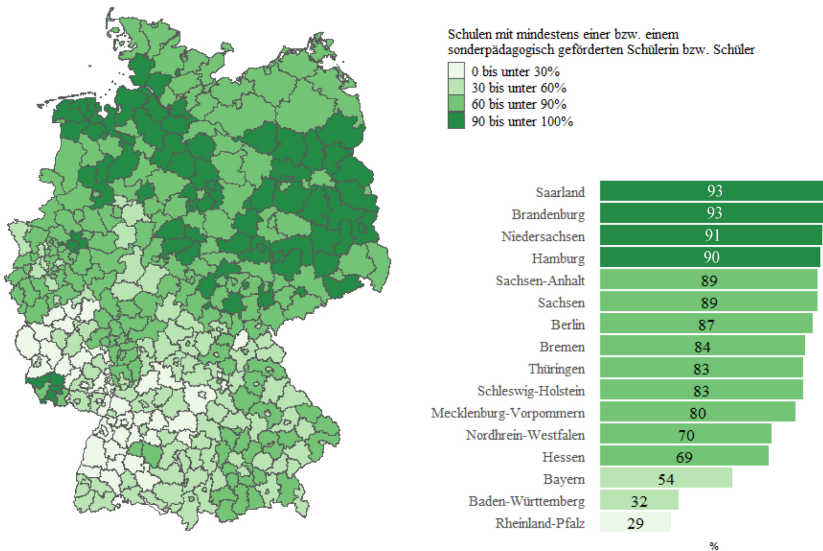 Schulen mit mindestens einer bzw. einem
sonderpädagogisch geförderten Schülerin bzw. Schüler
0 bis unter 30%
30 bis unter 60%
60 bis unter 90%
90 bis unter 100%
Saarland 93
Brandenburg 93
Niedersachsen 91
Hamburg 90
Sachsen-Anhalt 89
Sachsen 89
Berlin 87
Bremen 84
Thüringen 83
Schleswig-Holstein 83
Mecklenburg-Vorpommern 80
Nordrhein-Westfalen 70
Hessen 69
Bayern 54
Baden-Württemberg 32
Rheinland-Pfalz 29
%